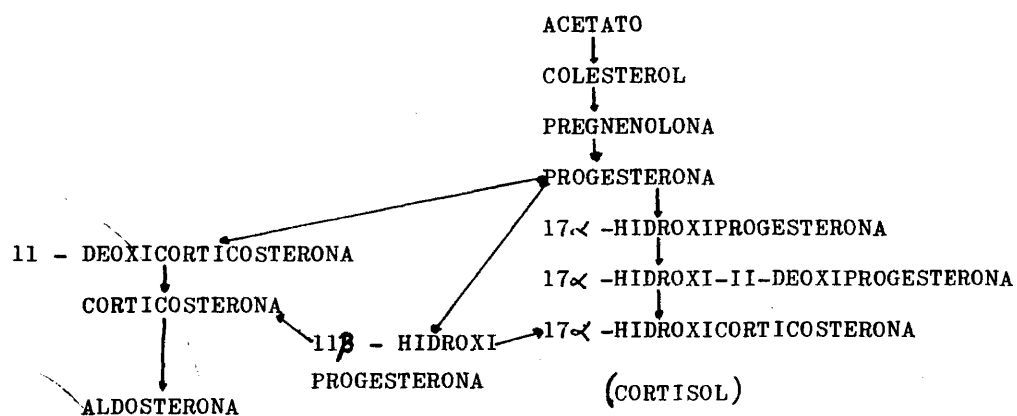 ACETATO
COLESTEROL
PREGNENOLONA
PROGESTERONA
17α-HIDROXIPROGESTERONA
11 - DEOXICORTICOSTERONA
17α-HIDROXI-II-DEOXIPROGESTERONA
CORTICOSTERONA
11β - HIDROXI
PROGESTERONA
17α-HIDROXICORTICOSTERONA
(CORTISOL)
ALDOSTERONA